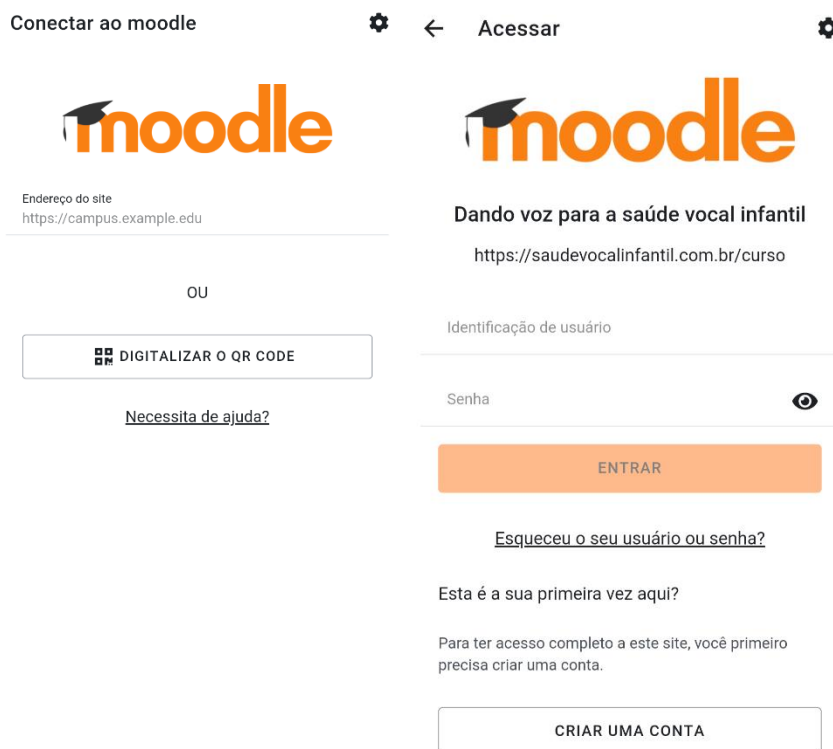 Conectar ao moodle
moodle
Endereço do site
https://campus.example.edu
OU
DIGITALIZAR O QR CODE
Necessita de ajuda?
Acessar
moodle
Dando voz para a saúde vocal infantil
https://saudevocalinfantil.com.br/curso
Identificação de usuário
Senha
ENTRAR
Esqueceu o seu usuário ou senha?
Esta é a sua primeira vez aqui?
Para ter acesso completo a este site, você primeiro
precisa criar uma conta.
CRIAR UMA CONTA